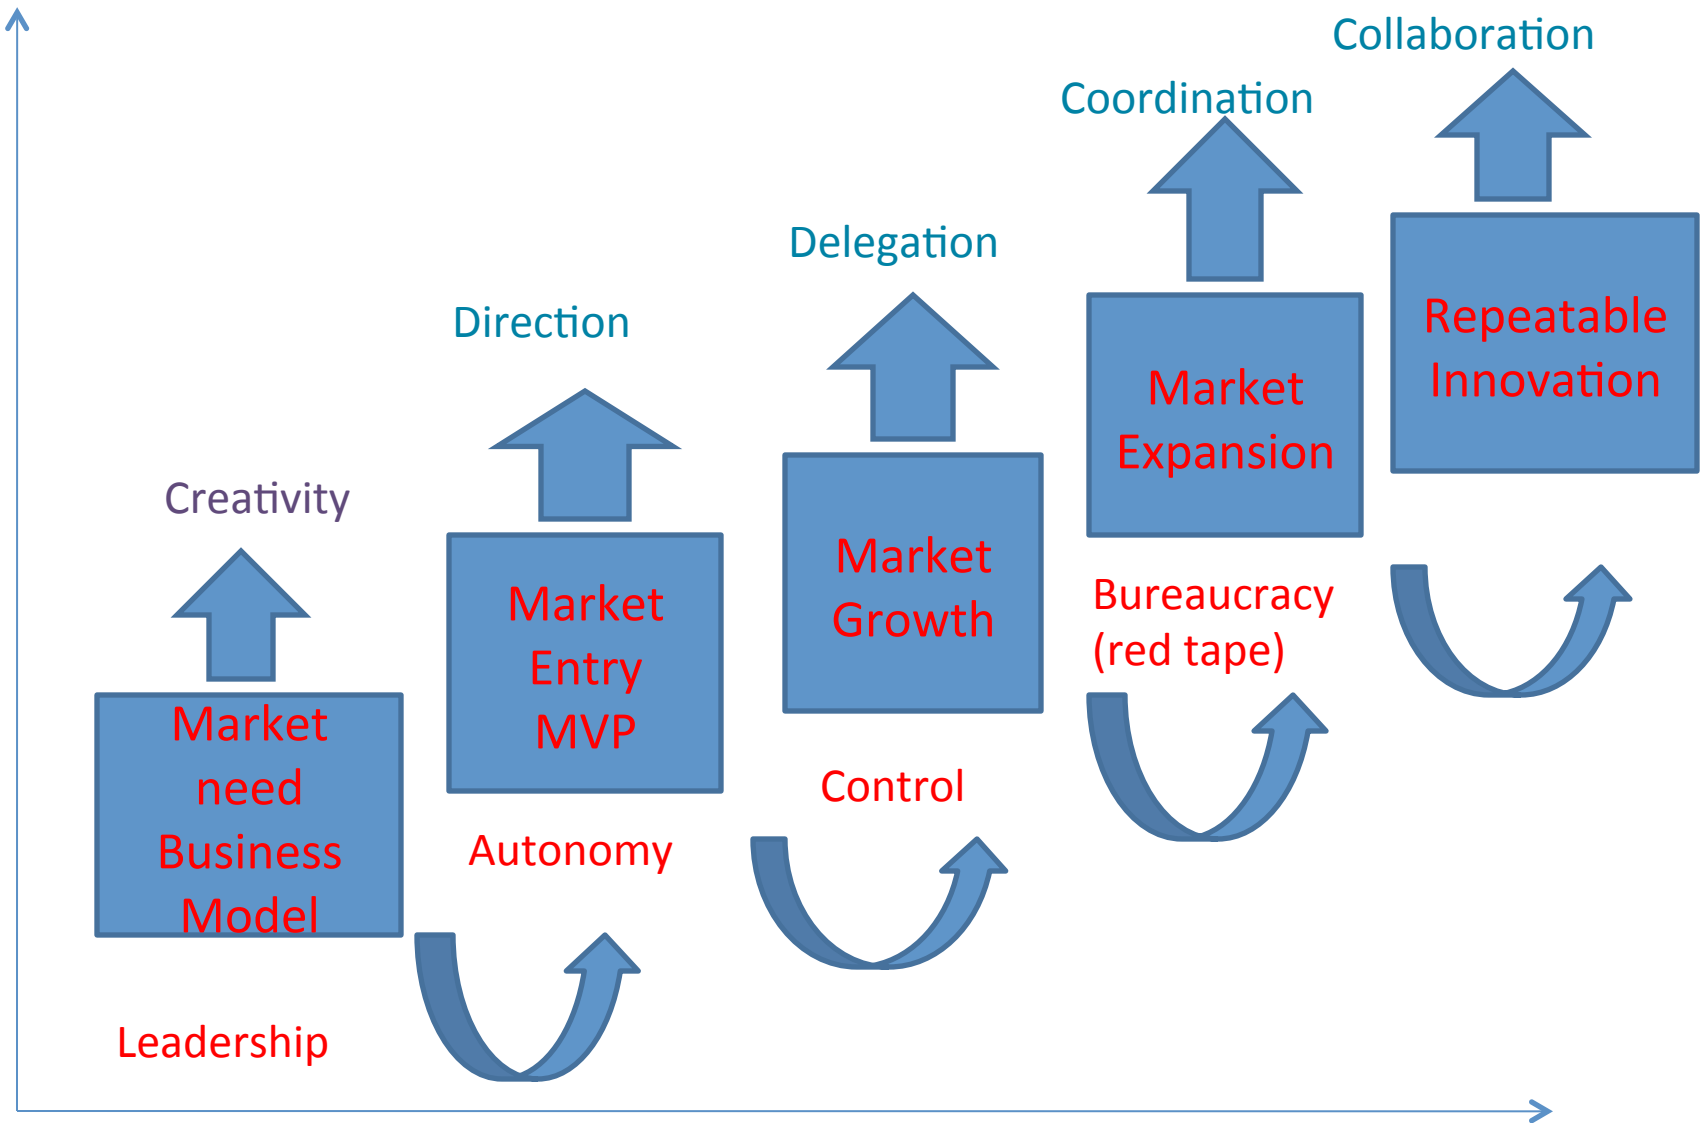 Collaboration
Coordination
Delegation
Direction
Creativity
Repeatable
Innovation
Market
Expansion
Market
Growth
Market
Entry
MVP
Market
need
Business
Model
Bureaucracy
(red tape)
Control
Autonomy
Leadership